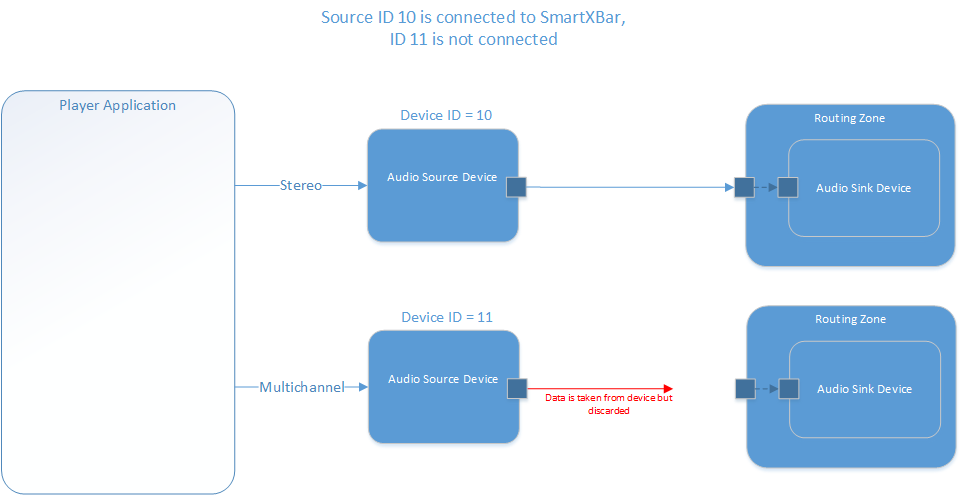 Source ID 10 is connected to SmartXBar,
ID 11 is not connected
Player Application
Device ID = 10
Routing Zone
Stereo
Audio Source Device
Audio Sink Device
Device ID = 11
Routing Zone
Multichannel
Audio Source Device
Audio Sink Device
Data is taken from device but
discarded